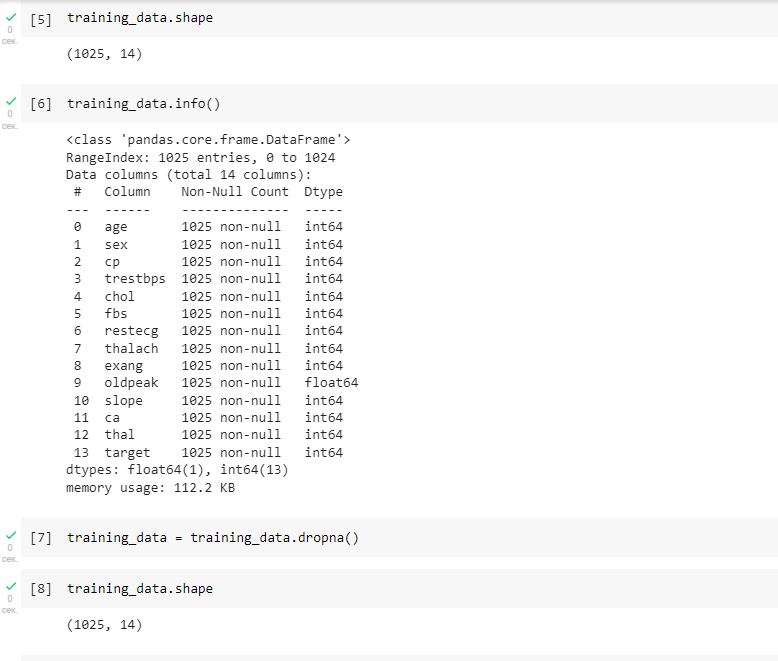 [5] training_data.shape
0
сек.
(1025, 14)
[6] training_data.info()
0
сек.
<class 'pandas.core.frame.DataFrame'>
RangeIndex: 1025 entries, 0 to 1024
Data columns (total 14 columns):
 #   Column    Non-Null Count  Dtype
---  ------    --------------  -----
 0   age       1025 non-null   int64
 1   sex       1025 non-null   int64
 2   cp        1025 non-null   int64
 3   trestbps  1025 non-null   int64
 4   chol      1025 non-null   int64
 5   fbs       1025 non-null   int64
 6   restecg   1025 non-null   int64
 7   thalach   1025 non-null   int64
 8   exang     1025 non-null   int64
 9   oldpeak   1025 non-null   float64
 10  slope     1025 non-null   int64
 11  ca        1025 non-null   int64
 12  thal      1025 non-null   int64
 13  target    1025 non-null   int64
dtypes: float64(1), int64(13)
memory usage: 112.2 KB
[7] training_data = training_data.dropna()
0
сек.
[8] training_data.shape
0
сек.
(1025, 14)